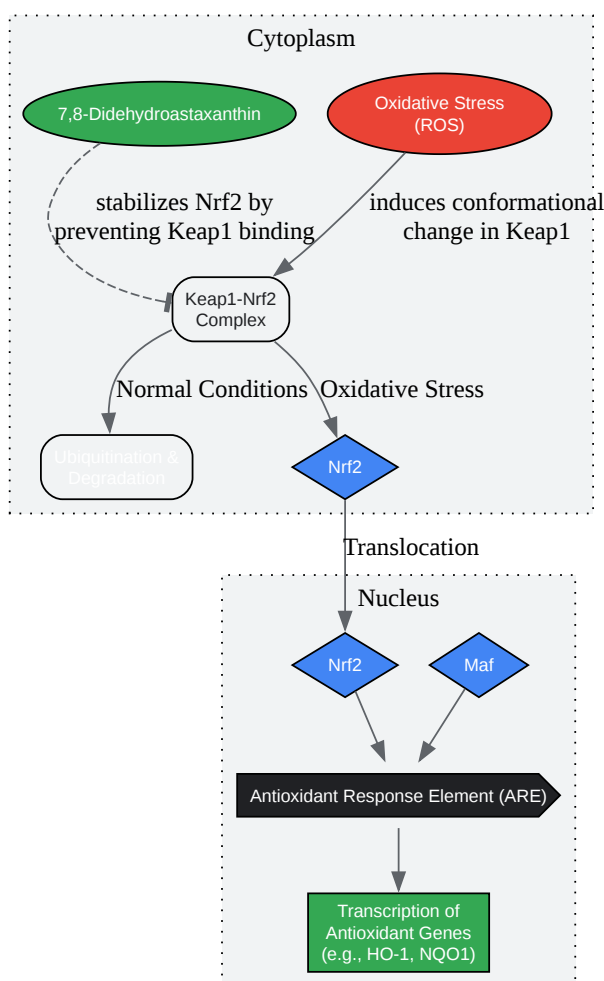 Cytoplasm
7,8-Didehydroastaxanthin
Oxidative Stress
(ROS)
stabilizes Nrf2 by
preventing Keap1 binding
induces conformational
change in Keap1
Keap1-Nrf2
Complex
Normal Conditions
Oxidative Stress
Ubiquitination &
Degradation
Nrf2
Translocation
Nucleus
Nrf2
Maf
Antioxidant Response Element (ARE)
Transcription of
Antioxidant Genes
(e.g., HO-1, NQO1)